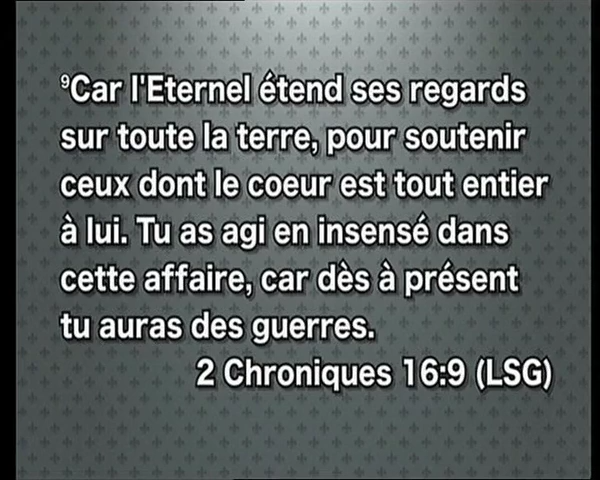 ⁹Car l'Eternel étend ses regards
sur toute la terre, pour soutenir
ceux dont le coeur est tout entier
à lui. Tu as agi en insensé dans
cette affaire, car dès à présent
tu auras des guerres.
2 Chroniques 16:9 (LSG)